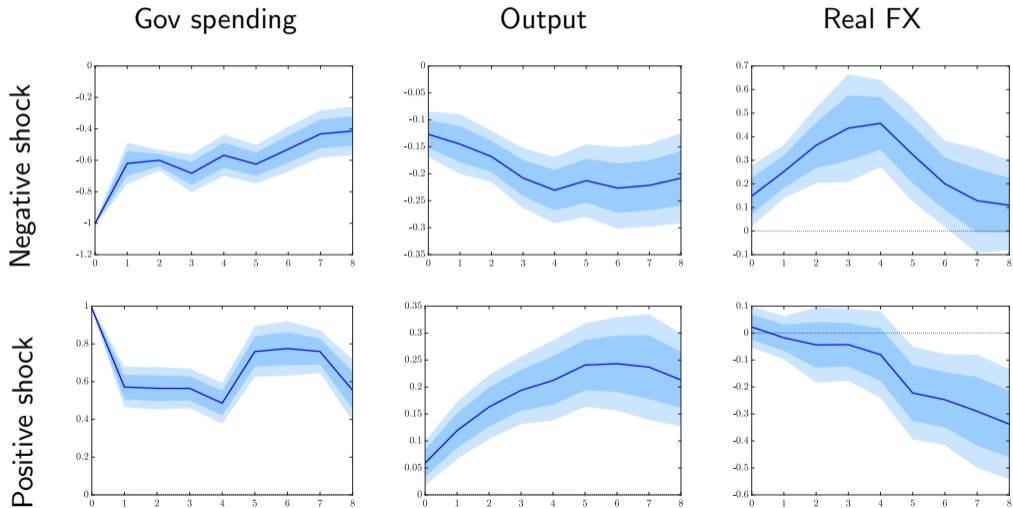 Gov spending Output Real FX
Negative shock
0 -0.2 -0.4 -0.6 -0.8 -1 -1.2
0 1 2 3 4 5 6 7 8
0 -0.05 -0.1 -0.15 -0.2 -0.25 -0.3 -0.35
0 1 2 3 4 5 6 7 8
0.7 0.6 0.5 0.4 0.3 0.2 0.1 0 -0.1
0 1 2 3 4 5 6 7 8
Positive shock
1 0.8 0.6 0.4 0.2 0
0 1 2 3 4 5 6 7 8
0.35 0.3 0.25 0.2 0.15 0.1 0.05 0
0 1 2 3 4 5 6 7 8
0.1 0 -0.1 -0.2 -0.3 -0.4 -0.5 -0.6
0 1 2 3 4 5 6 7 8